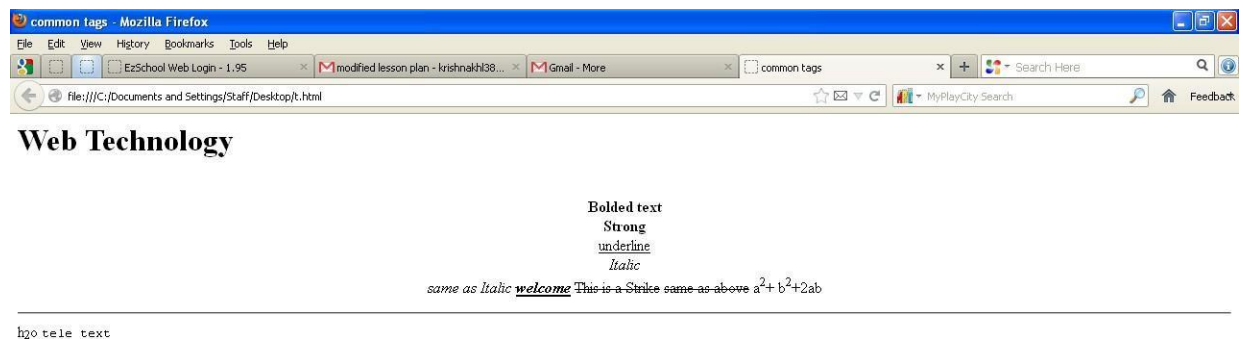 common tags - Mozilla Firefox
File Edit View History Bookmarks Tools Help
EzSchool Web Login - 1.95 modified lesson plan - krishnakhl38... Gmail - More common tags Search Here
file:///C:/Documents and Settings/Staff/Desktop/t.html MyPlayCity Search Feedback
Web Technology
Bolded text
Strong
underline
Italic
same as Italic welcome This is a Strike same as above a²+ b²+2ab
h₂o tele text